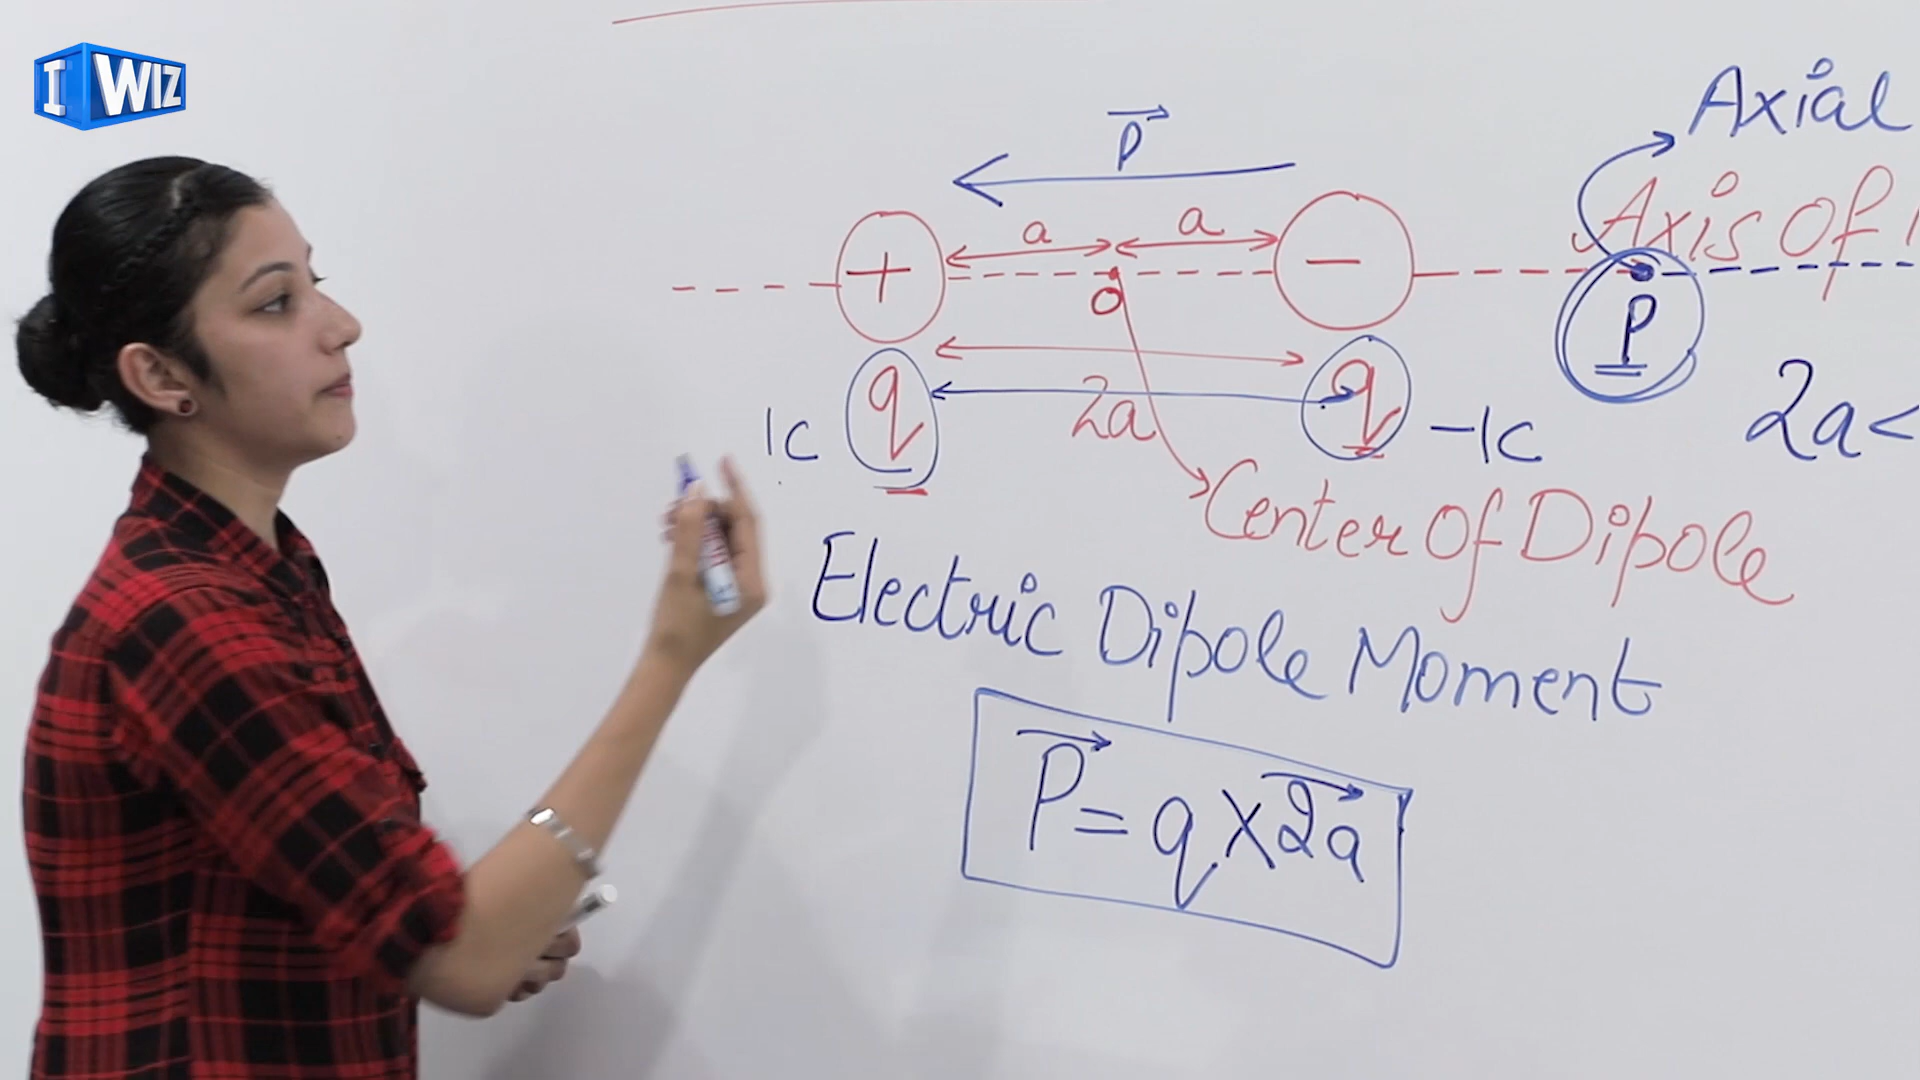 I WIZ
Axial
P
Axis Of
a a
+ −
O
P
q q
2a
1C −1C
2a<
Center Of Dipole
Electric Dipole Moment
P = q × 2a